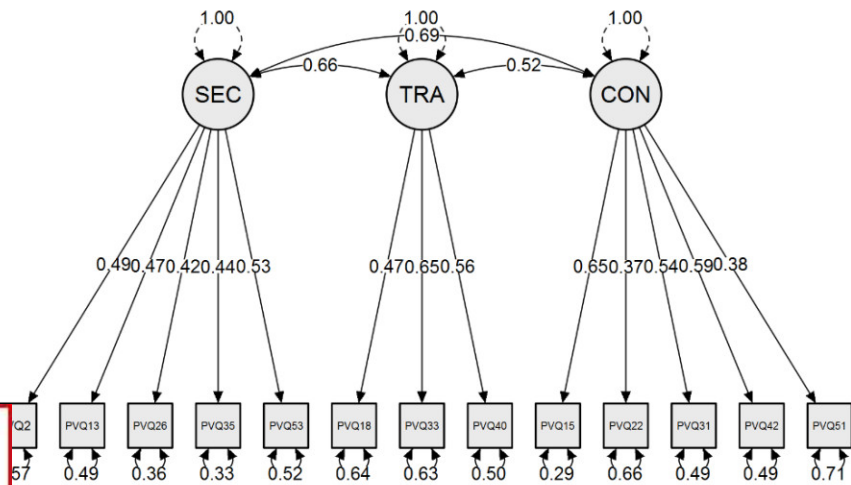 1.00 1.00 1.00
0.69
0.66 0.52
SEC TRA CON
0.49 0.47 0.42 0.44 0.53 0.47 0.65 0.56 0.65 0.37 0.54 0.59 0.38
VQ2 PVQ13 PVQ26 PVQ35 PVQ53 PVQ18 PVQ33 PVQ40 PVQ15 PVQ22 PVQ31 PVQ42 PVQ51
.57 0.49 0.36 0.33 0.52 0.64 0.63 0.50 0.29 0.66 0.49 0.49 0.71